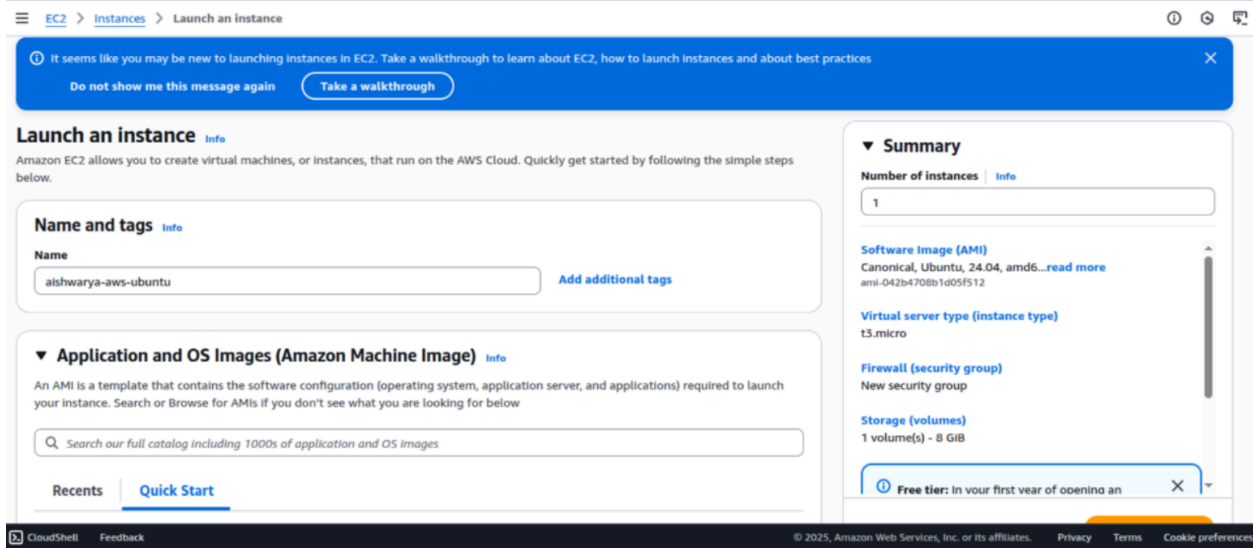 EC2 > Instances > Launch an instance
It seems like you may be new to launching instances in EC2. Take a walkthrough to learn about EC2, how to launch instances and about best practices
Do not show me this message again Take a walkthrough
Launch an instance Info
Amazon EC2 allows you to create virtual machines, or instances, that run on the AWS Cloud. Quickly get started by following the simple steps
below.
Name and tags Info
Name
aishwarya-aws-ubuntu Add additional tags
Application and OS Images (Amazon Machine Image) Info
An AMI is a template that contains the software configuration (operating system, application server, and applications) required to launch
your instance. Search or Browse for AMIs if you don't see what you are looking for below
Search our full catalog including 1000s of application and OS images
Recents Quick Start
Summary
Number of instances Info
1
Software Image (AMI)
Canonical, Ubuntu, 24.04, amd6...read more
ami-042b4708b1d05f512
Virtual server type (instance type)
t3.micro
Firewall (security group)
New security group
Storage (volumes)
1 volume(s) - 8 GiB
Free tier: In your first year of opening an
CloudShell Feedback © 2025, Amazon Web Services, Inc. or its affiliates. Privacy Terms Cookie preferences